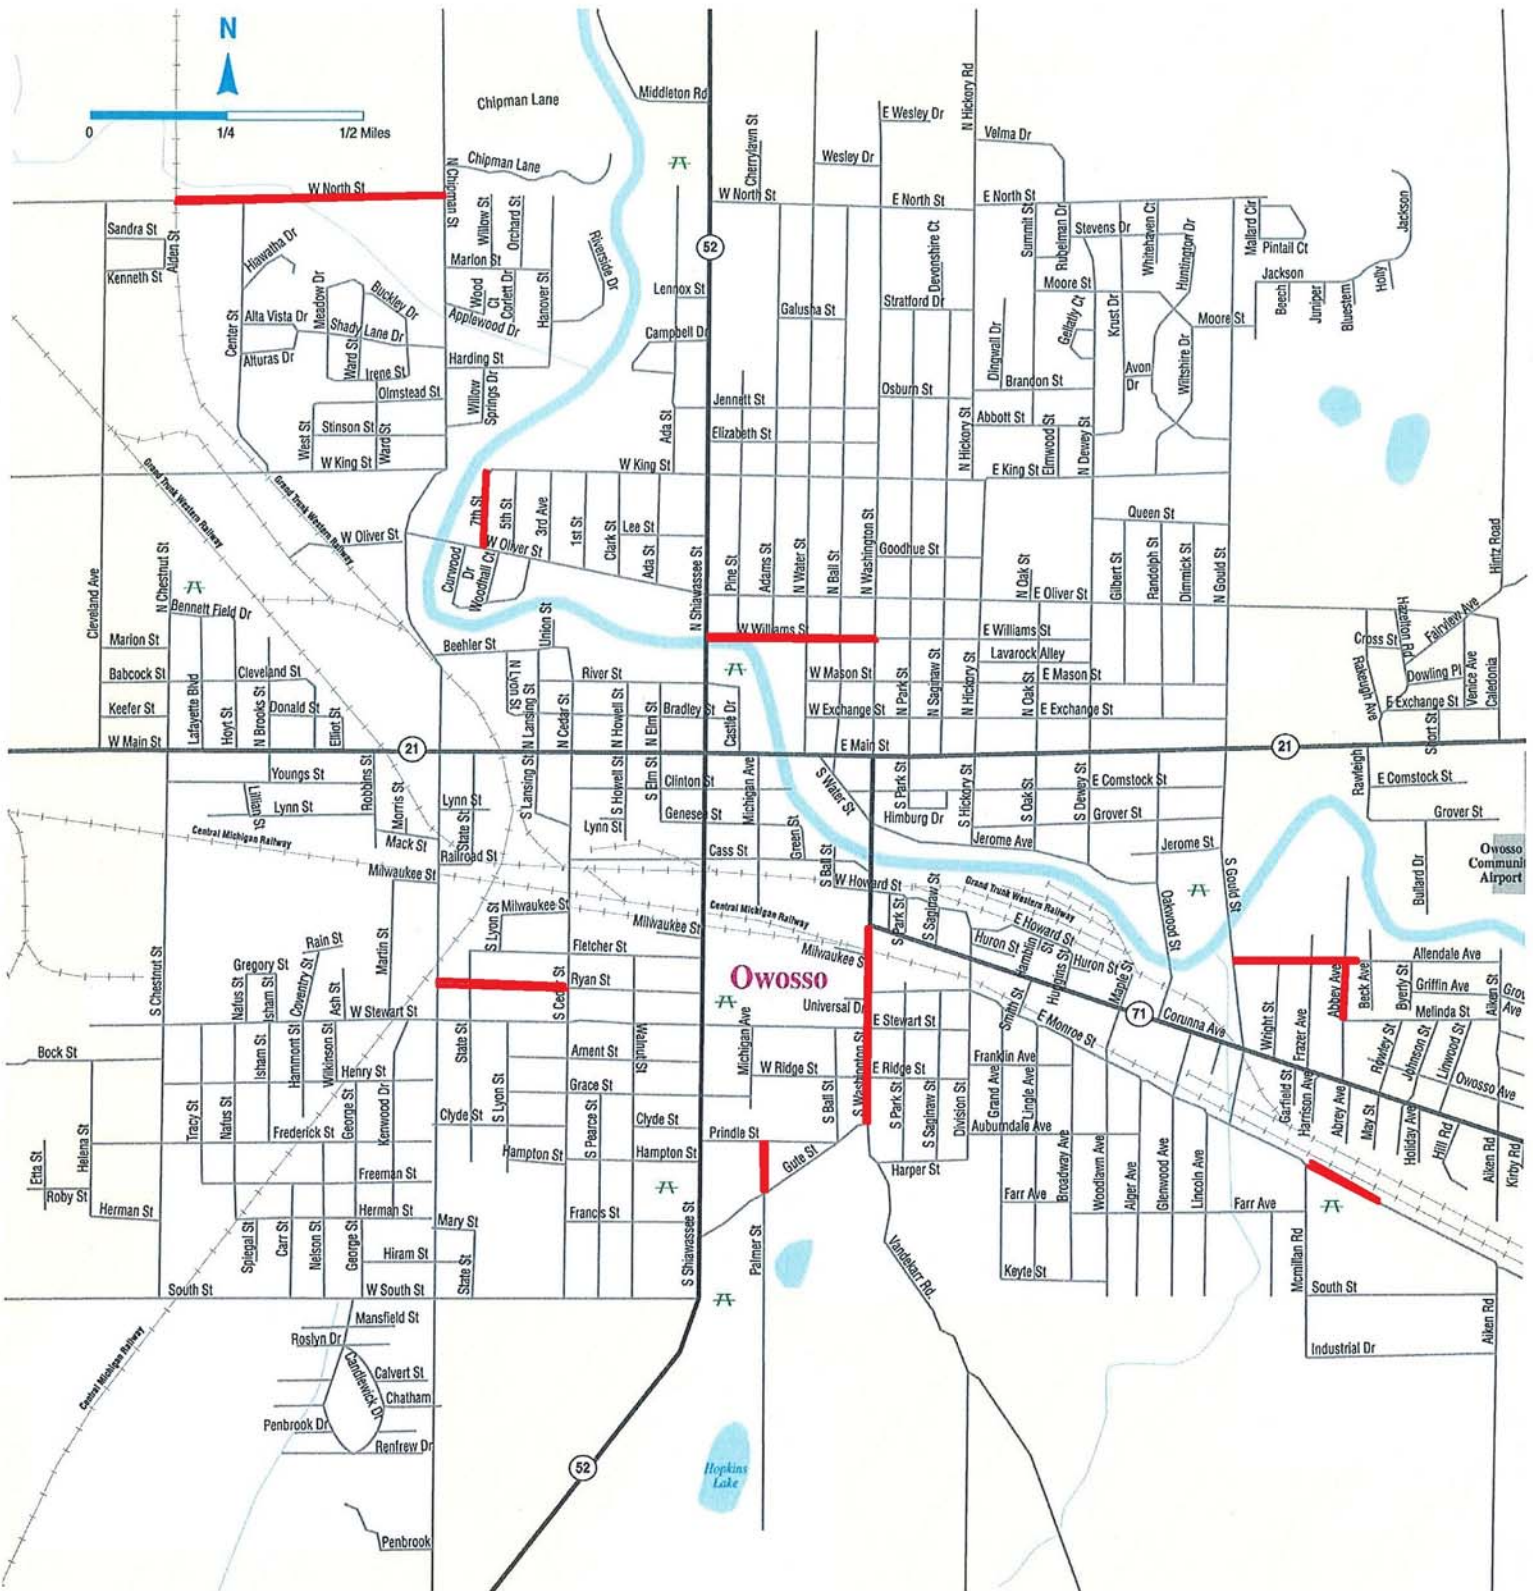 N
0 1/4 1/2 Miles
Chipman Lane
Middleton Rd
N Hickory Rd
E Wesley Dr
Velma Dr
Cherrylawn St
Wesley Dr
N Chipman St
Chipman Lane
W North St
W North St
E North St
E North St
Sandra St
Alden St
Kenneth St
Hiawatha Dr
Willow St
Orchard St
Marion St
Riverside Dr
52
Devonshire Ct
Summit St
Rubelman Dr
Stevens Dr
Whitehaven Ct
Huntington Dr
Mallard Cir
Pintail Ct
Jackson
Jackson
Holly
Beech
Juniper
Bluestem
Meadow Dr
Buckley Dr
Wood Ct
Corlett Dr
Hanover St
Applewood Dr
Lennox St
Campbell Dr
Galusha St
Stratford Dr
Moore St
Moore St
Gellatly Ct
Krust Dr
Center St
Alta Vista Dr
Shady Lane Dr
Alturas Dr
Ward St
Irene St
Harding St
Olmstead St
Willow Springs Dr
Dingwall Dr
Avon Dr
Wiltshire Dr
Brandon St
Osburn St
Jennett St
Ada St
Elizabeth St
Abbott St
N Hickory St
Elmwood St
N Dewey St
West St
Stinson St
Ward St
W King St
W King St
E King St
Grand Trunk Western Railway
Grand Trunk Western Railway
7th St
5th St
3rd Ave
1st St
Clark St
Lee St
Ada St
W Oliver St
W Oliver St
Curwood Dr
Woodhall Ct
N Shiawassee St
Pine St
Adams St
N Water St
N Ball St
N Washington St
Goodhue St
Queen St
N Oak St
E Oliver St
Gilbert St
Randolph St
Dimmick St
N Gould St
Hintz Road
Cleveland Ave
N Chestnut St
Bennett Field Dr
Marion St
Babcock St
Cleveland St
Keefer St
Lafayette Blvd
Hoyt St
N Brooks St
Donald St
Elliot St
W Main St
Beehler St
Union St
River St
N Lyon St
N Lansing St
N Cedar St
N Howell St
N Elm St
Bradley St
Castle Dr
W Williams St
E Williams St
Lavarock Alley
W Mason St
E Mason St
N Park St
N Saginaw St
N Hickory St
N Oak St
W Exchange St
E Exchange St
E Main St
Cross St
Hazelton Rd
Fairview Ave
Rabaugh Ave
Dowling Pl
Venice Ave
Caledonia
E Exchange St
Short St
21
21
Youngs St
Robbins St
Lillian St
Lynn St
Morris St
Mack St
Lynn St
State St
Railroad St
S Lansing St
S Howell St
S Elm St
Clinton St
Genesee St
Lynn St
Michigan Ave
S Water St
S Park St
Himburg Dr
S Hickory St
S Oak St
S Dewey St
E Comstock St
Grover St
Jerome Ave
Jerome St
Rawleigh
E Comstock St
Grover St
Owosso
Community
Airport
Bullard Dr
Central Michigan Railway
Milwaukee St
Cass St
Green St
S Ball St
W Howard St
S Park St
S Saginaw St
Grand Trunk Western Railway
E Howard St
Oakwood St
S Gould St
Milwaukee St
S Lyon St
Milwaukee St
Central Michigan Railway
Milwaukee St
Fletcher St
Huron St
Hamblin St
Huggins St
Huron St
Maple St
Allendale Ave
Owosso
S Chestnut St
Rain St
Martin St
Gregory St
Coventry St
Nafus St
Isham St
Ash St
S Cedar St
Ryan St
Universal Dr
Smith St
71
Corunna Ave
Abbey Ave
Beck Ave
Byerly St
Griffin Ave
Aiken St
Melinda St
W Stewart St
E Stewart St
E Monroe St
Wright St
Frazer Ave
Rowley St
Johnson St
Linwood St
Owosso Ave
Bock St
Isham St
Hammont St
Wilkinson St
Henry St
State St
Ament St
Walnut St
Michigan Ave
W Ridge St
S Washington St
E Ridge St
Franklin Ave
S Lyon St
Grace St
S Ball St
S Park St
S Saginaw St
Division St
Grand Ave
Lingle Ave
Garfield St
Harrison Ave
Abrey Ave
May St
Holiday Ave
Hill Rd
Aiken Rd
Kirby Rd
Etta St
Helena St
Tracy St
Nafus St
Frederick St
George St
Kenwood Dr
Clyde St
S Pearce St
Clyde St
Prindle St
Auburndale Ave
Hampton St
Hampton St
Gute St
Harper St
Roby St
Freeman St
Herman St
Herman St
Farr Ave
Broadway Ave
Woodlawn Ave
Alger Ave
Glenwood Ave
Lincoln Ave
Farr Ave
Spiegal St
Carr St
Nelson St
George St
Mary St
Francis St
Hiram St
State St
S Shiawassee St
Palmer St
Vandekarr Rd.
Keyte St
Mcmillan Rd
South St
South St
W South St
Aiken Rd
Mansfield St
Roslyn Dr
Industrial Dr
Central Michigan Railway
Candlewick Dr
Calvert St
Chatham
Penbrook Dr
Renfrew Dr
52
Hopkins
Lake
Penbrook